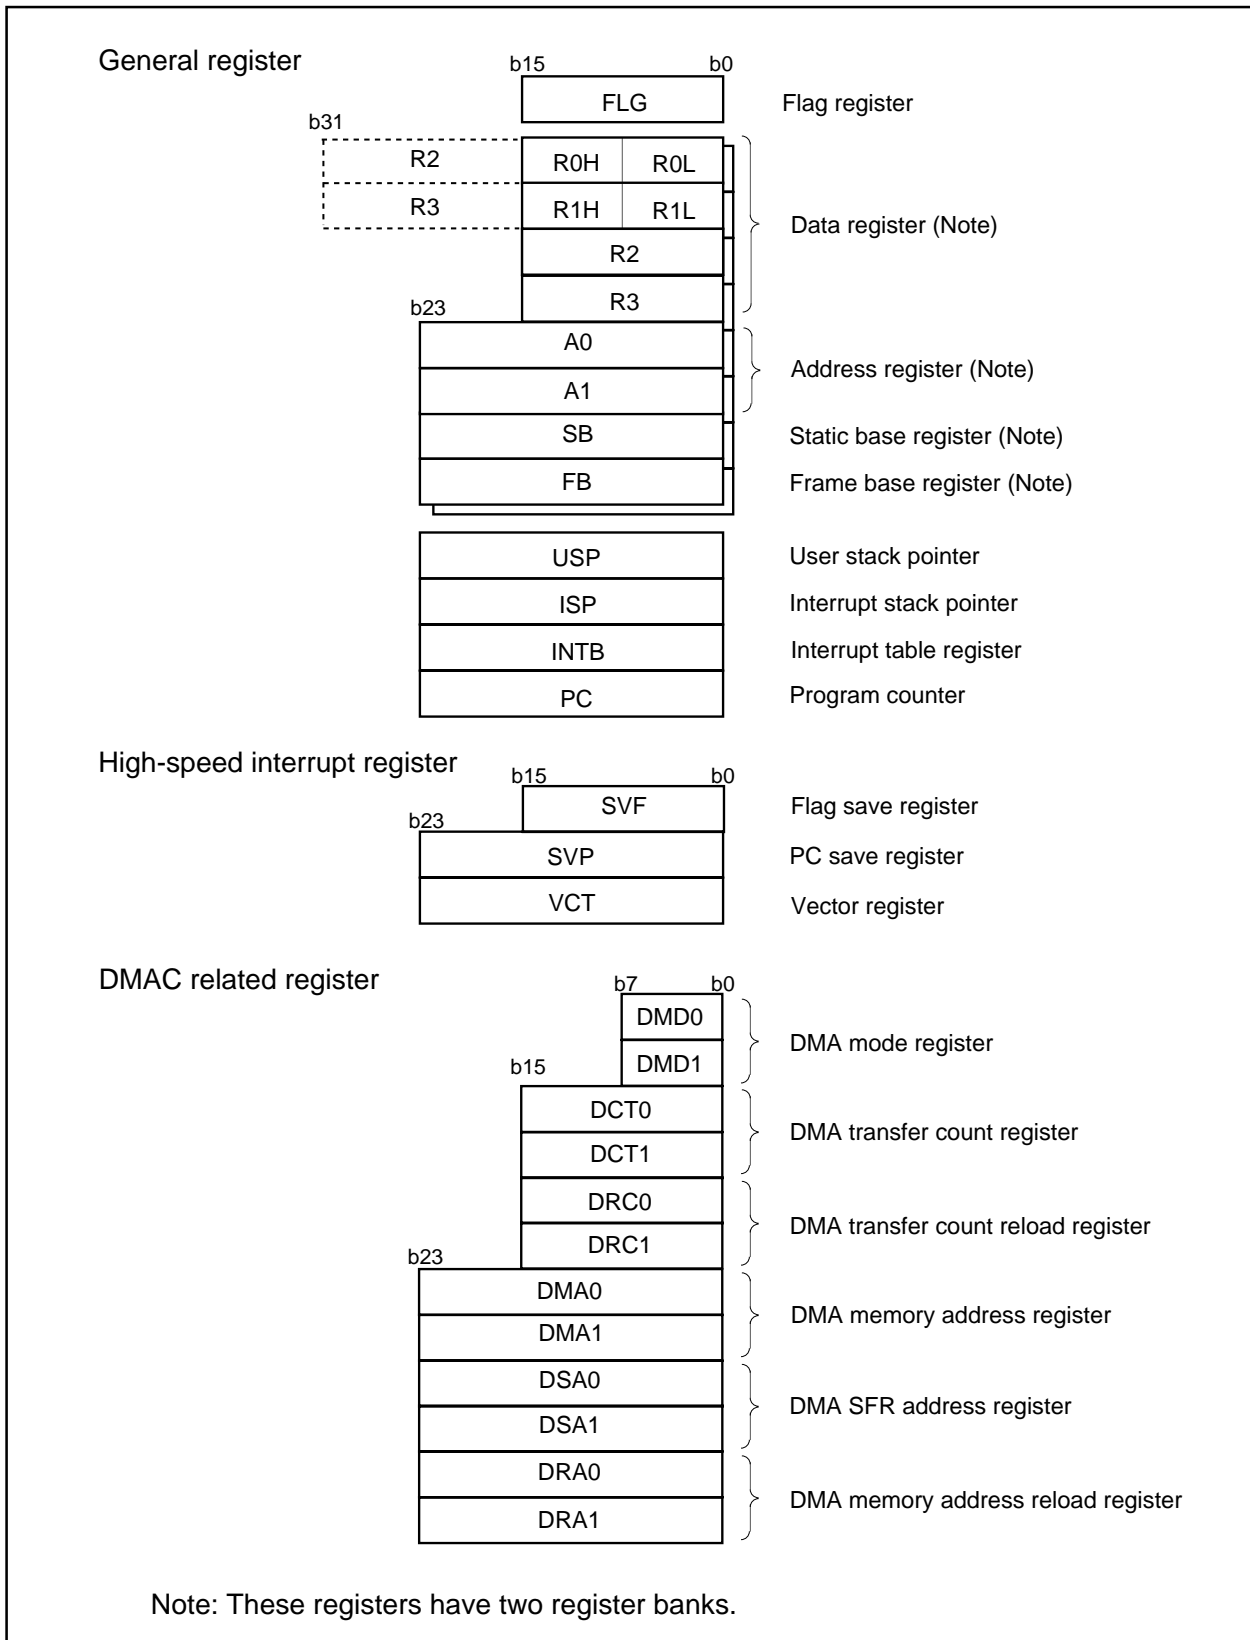 General register
b15 b0
FLG Flag register
b31
R2 R0H R0L
R3 R1H R1L
Data register (Note)
R2
R3
b23
A0
Address register (Note)
A1
SB Static base register (Note)
FB Frame base register (Note)
USP User stack pointer
ISP Interrupt stack pointer
INTB Interrupt table register
PC Program counter
High-speed interrupt register
b15 b0
SVF Flag save register
b23
SVP PC save register
VCT Vector register
DMAC related register
b7 b0
DMD0
DMA mode register
DMD1
b15
DCT0
DMA transfer count register
DCT1
DRC0
DMA transfer count reload register
DRC1
b23
DMA0
DMA memory address register
DMA1
DSA0
DMA SFR address register
DSA1
DRA0
DMA memory address reload register
DRA1
Note: These registers have two register banks.